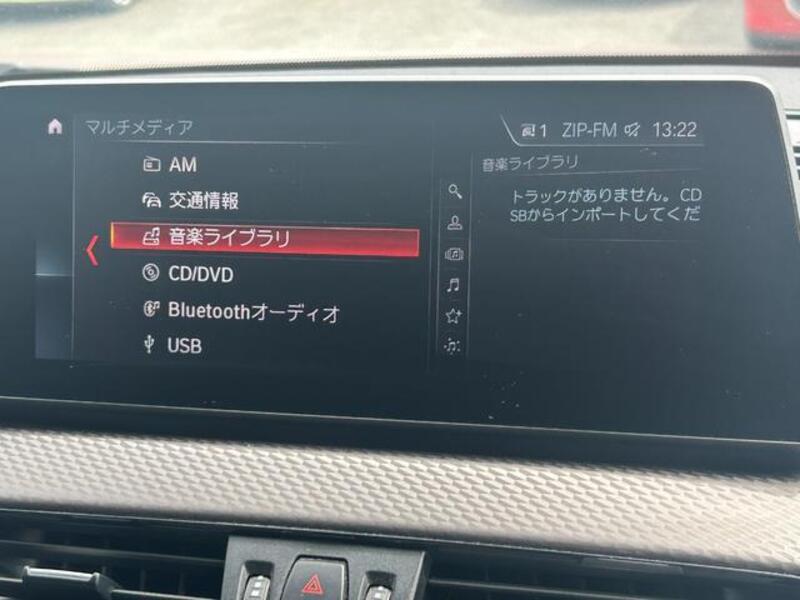 マルチメディア
1 ZIP-FM 13:22
AM
交通情報
音楽ライブラリ
CD/DVD
Bluetoothオーディオ
USB
音楽ライブラリ
トラックがありません。CD
SBからインポートしてくだ